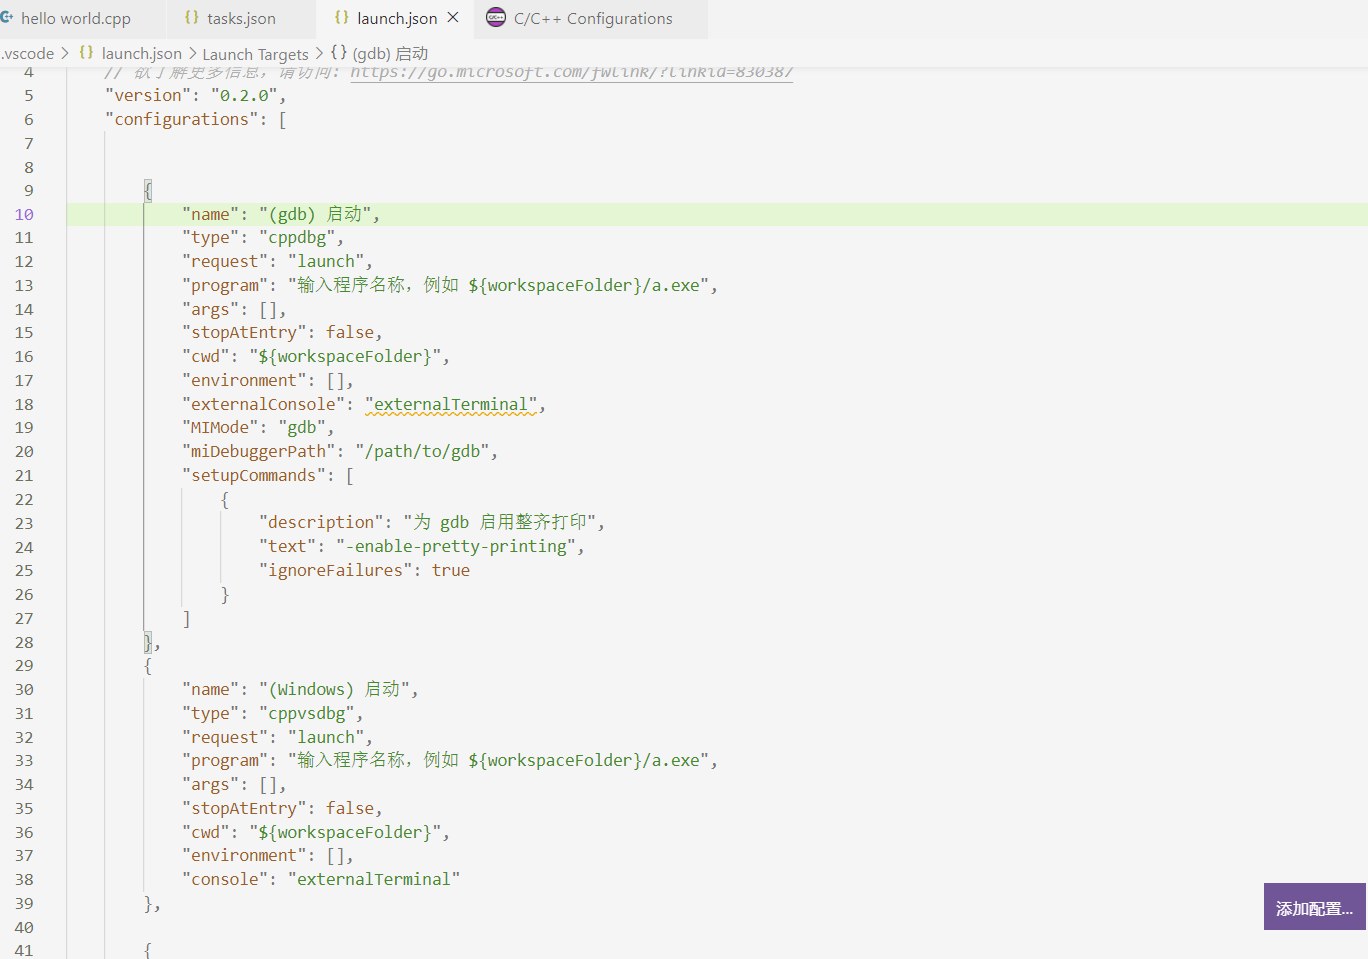 hello world.cpp
tasks.json
launch.json
C/C++ Configurations
.vscode > launch.json > Launch Targets > {} (gdb) 启动
4 // 欲了解更多信息，请访问: https://go.microsoft.com/fwlink/?linkid=830387
5 "version": "0.2.0",
6 "configurations": [
7
8
9 {
10 "name": "(gdb) 启动",
11 "type": "cppdbg",
12 "request": "launch",
13 "program": "输入程序名称，例如 ${workspaceFolder}/a.exe",
14 "args": [],
15 "stopAtEntry": false,
16 "cwd": "${workspaceFolder}",
17 "environment": [],
18 "externalConsole": "externalTerminal",
19 "MIMode": "gdb",
20 "miDebuggerPath": "/path/to/gdb",
21 "setupCommands": [
22 {
23 "description": "为 gdb 启用整齐打印",
24 "text": "-enable-pretty-printing",
25 "ignoreFailures": true
26 }
27 ]
28 },
29 {
30 "name": "(Windows) 启动",
31 "type": "cppvsdbg",
32 "request": "launch",
33 "program": "输入程序名称，例如 ${workspaceFolder}/a.exe",
34 "args": [],
35 "stopAtEntry": false,
36 "cwd": "${workspaceFolder}",
37 "environment": [],
38 "console": "externalTerminal"
39 },
40
41 {
添加配置...